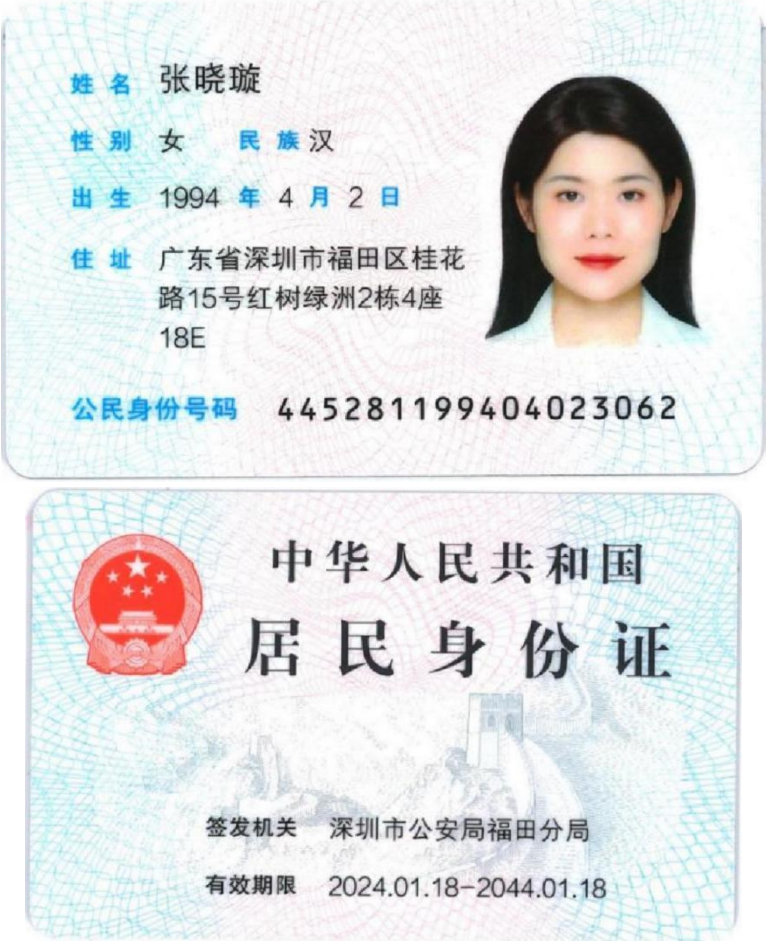 姓名 张晓璇
性别 女 民族 汉
出生 1994 年 4 月 2 日
住址 广东省深圳市福田区桂花
路15号红树绿洲2栋4座
18E
公民身份号码 445281199404023062
中华人民共和国
居民身份证
签发机关 深圳市公安局福田分局
有效期限 2024.01.18-2044.01.18